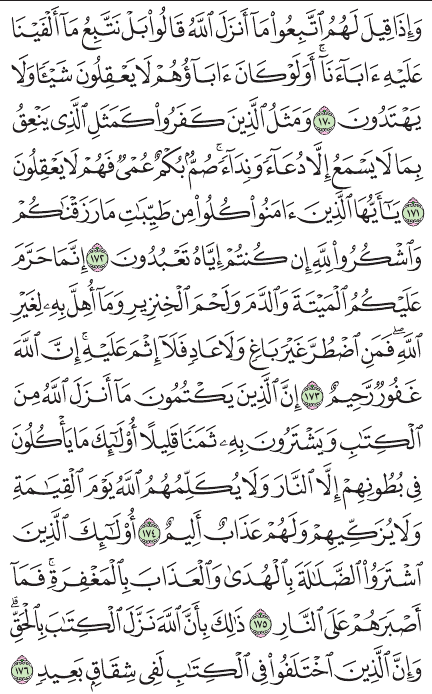 وَإِذَا قِيلَ لَهُمُ ٱتَّبِعُوا۟ مَآ أَنزَلَ ٱللَّهُ قَالُوا۟ بَلْ نَتَّبِعُ مَآ أَلْفَيْنَا
عَلَيْهِ ءَابَآءَنَآ ۗ أَوَلَوْ كَانَ ءَابَآؤُهُمْ لَا يَعْقِلُونَ شَيْـًٔا وَلَا
يَهْتَدُونَ ١٧٠ وَمَثَلُ ٱلَّذِينَ كَفَرُوا۟ كَمَثَلِ ٱلَّذِى يَنْعِقُ
بِمَا لَا يَسْمَعُ إِلَّا دُعَآءً وَنِدَآءً ۚ صُمٌّۢ بُكْمٌ عُمْىٌ فَهُمْ لَا يَعْقِلُونَ
١٧١ يَـٰٓأَيُّهَا ٱلَّذِينَ ءَامَنُوا۟ كُلُوا۟ مِن طَيِّبَـٰتِ مَا رَزَقْنَـٰكُمْ
وَٱشْكُرُوا۟ لِلَّهِ إِن كُنتُمْ إِيَّاهُ تَعْبُدُونَ ١٧٢ إِنَّمَا حَرَّمَ
عَلَيْكُمُ ٱلْمَيْتَةَ وَٱلدَّمَ وَلَحْمَ ٱلْخِنزِيرِ وَمَآ أُهِلَّ بِهِۦ لِغَيْرِ
ٱللَّهِ ۖ فَمَنِ ٱضْطُرَّ غَيْرَ بَاغٍ وَلَا عَادٍ فَلَآ إِثْمَ عَلَيْهِ ۚ إِنَّ ٱللَّهَ
غَفُورٌ رَّحِيمٌ ١٧٣ إِنَّ ٱلَّذِينَ يَكْتُمُونَ مَآ أَنزَلَ ٱللَّهُ مِنَ
ٱلْكِتَـٰبِ وَيَشْتَرُونَ بِهِۦ ثَمَنًا قَلِيلًا ۙ أُو۟لَـٰٓئِكَ مَا يَأْكُلُونَ
فِى بُطُونِهِمْ إِلَّا ٱلنَّارَ وَلَا يُكَلِّمُهُمُ ٱللَّهُ يَوْمَ ٱلْقِيَـٰمَةِ
وَلَا يُزَكِّيهِمْ وَلَهُمْ عَذَابٌ أَلِيمٌ ١٧٤ أُو۟لَـٰٓئِكَ ٱلَّذِينَ
ٱشْتَرَوُا۟ ٱلضَّلَـٰلَةَ بِٱلْهُدَىٰ وَٱلْعَذَابَ بِٱلْمَغْفِرَةِ ۚ فَمَآ
أَصْبَرَهُمْ عَلَى ٱلنَّارِ ١٧٥ ذَٰلِكَ بِأَنَّ ٱللَّهَ نَزَّلَ ٱلْكِتَـٰبَ بِٱلْحَقِّ ۗ
وَإِنَّ ٱلَّذِينَ ٱخْتَلَفُوا۟ فِى ٱلْكِتَـٰبِ لَفِى شِقَاقٍۭ بَعِيدٍ ١٧٦